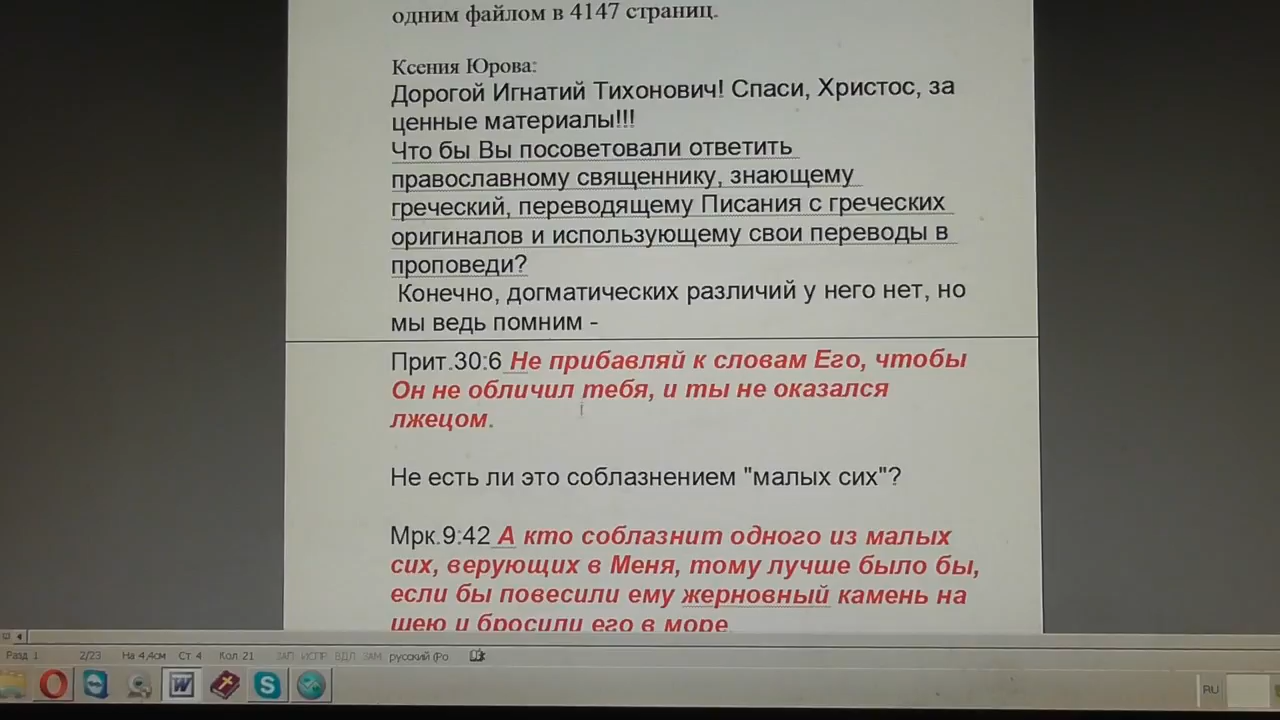 одним файлом в 4147 страниц.
Ксения Юрова:
Дорогой Игнатий Тихонович! Спаси, Христос, за
ценные материалы!!!
Что бы Вы посоветовали ответить
православному священнику, знающему
греческий, переводящему Писания с греческих
оригиналов и использующему свои переводы в
проповеди?
Конечно, догматических различий у него нет, но
мы ведь помним -
Прит.30:6 Не прибавляй к словам Его, чтобы
Он не обличил тебя, и ты не оказался
лжецом.
Не есть ли это соблазнением "малых сих"?
Мрк.9:42 А кто соблазнит одного из малых
сих, верующих в Меня, тому лучше было бы,
если бы повесили ему жерновный камень на
шею и бросили его в море
Разд 1 2/23 На 4,4см Ст 4 Кол 21 ЗАП ИСПР ВДЛ ЗАМ русский (Ро
RU